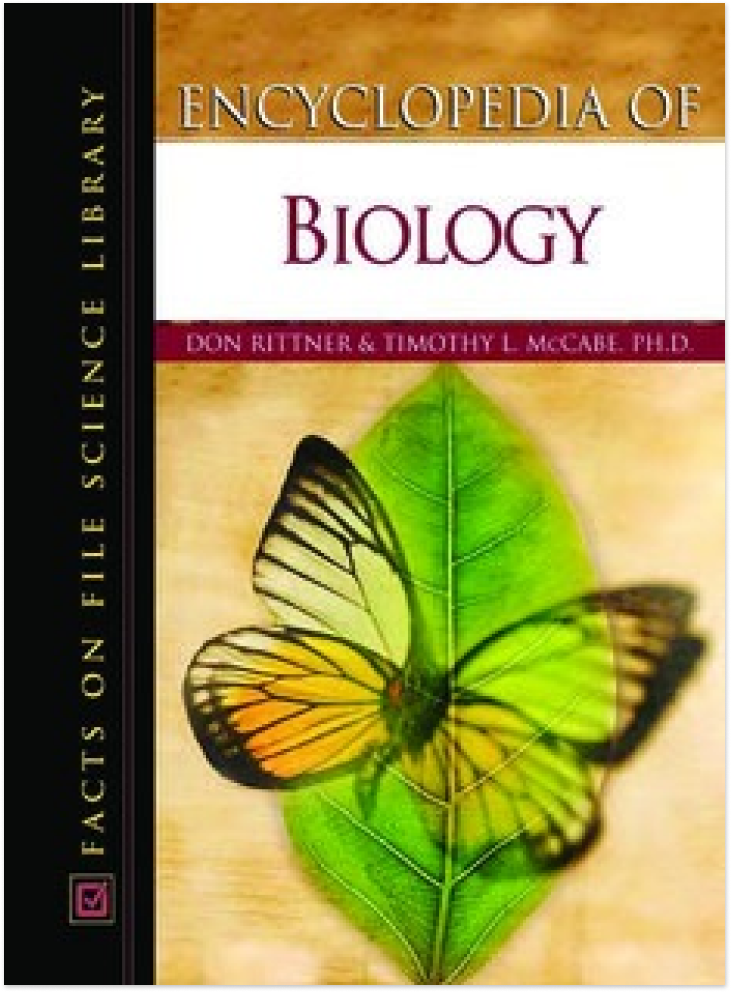 FACTS ON FILE SCIENCE LIBRARY
ENCYCLOPEDIA OF
BIOLOGY
DON RITTNER & TIMOTHY L. MCCABE, PH.D.